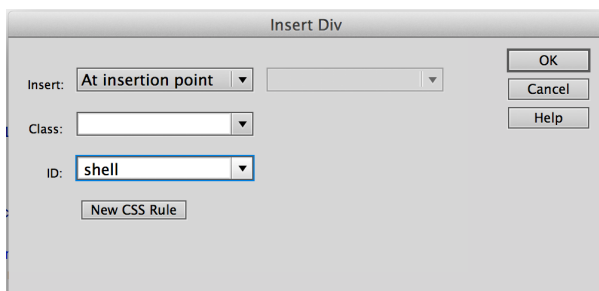 Insert Div
Insert: At insertion point
OK
Cancel
Class:
Help
ID: shell
New CSS Rule